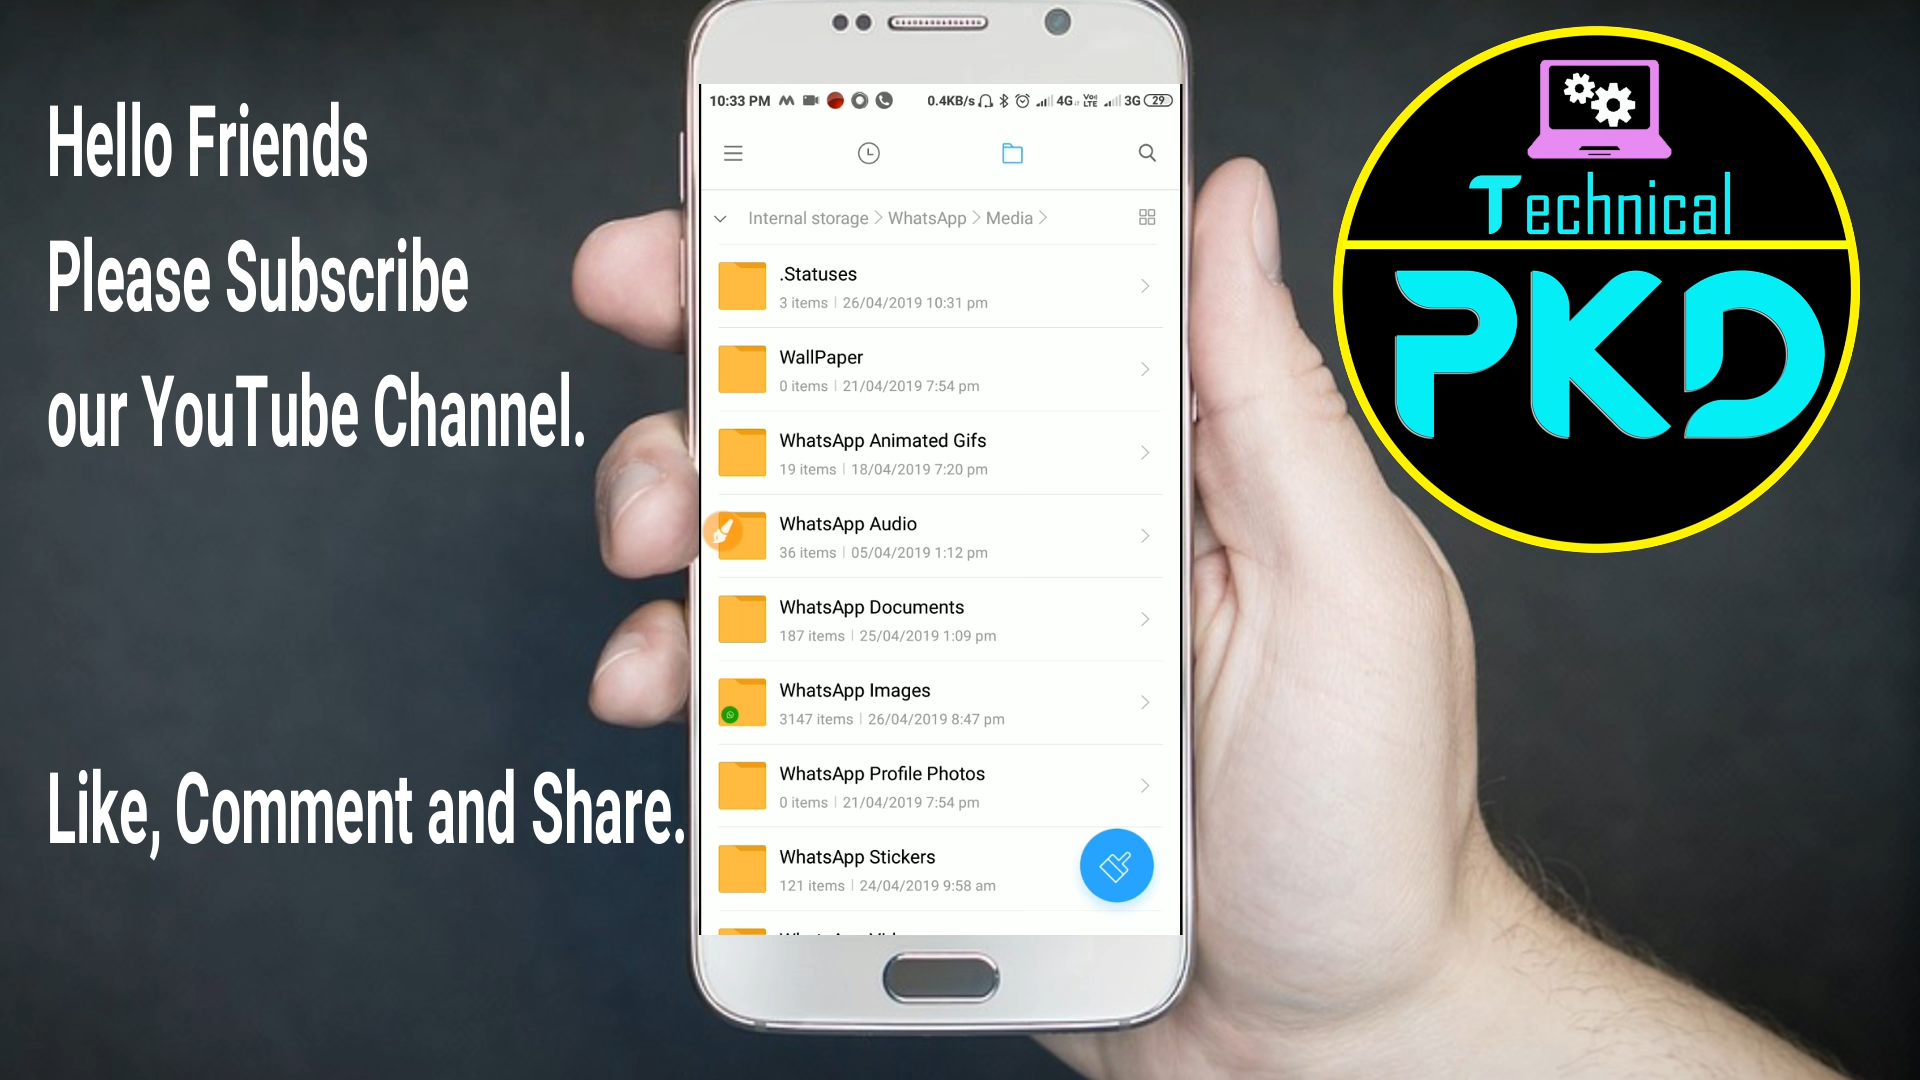 Hello Friends
Please Subscribe
our YouTube Channel.
Like, Comment and Share.
10:33 PM 0.4KB/s 4G Vo) LTE 3G 29
Internal storage > WhatsApp > Media >
.Statuses
3 items | 26/04/2019 10:31 pm
WallPaper
0 items | 21/04/2019 7:54 pm
WhatsApp Animated Gifs
19 items | 18/04/2019 7:20 pm
WhatsApp Audio
36 items | 05/04/2019 1:12 pm
WhatsApp Documents
187 items | 25/04/2019 1:09 pm
WhatsApp Images
3147 items | 26/04/2019 8:47 pm
WhatsApp Profile Photos
0 items | 21/04/2019 7:54 pm
WhatsApp Stickers
121 items | 24/04/2019 9:58 am
Technical
PKD